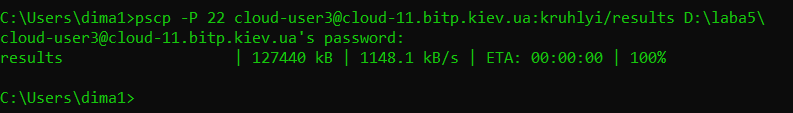 C:\Users\dima1>pscp -P 22 cloud-user3@cloud-11.bitp.kiev.ua:kruhlyi/results D:\laba5\
cloud-user3@cloud-11.bitp.kiev.ua's password:
results                   | 127440 kB | 1148.1 kB/s | ETA: 00:00:00 | 100%
C:\Users\dima1>